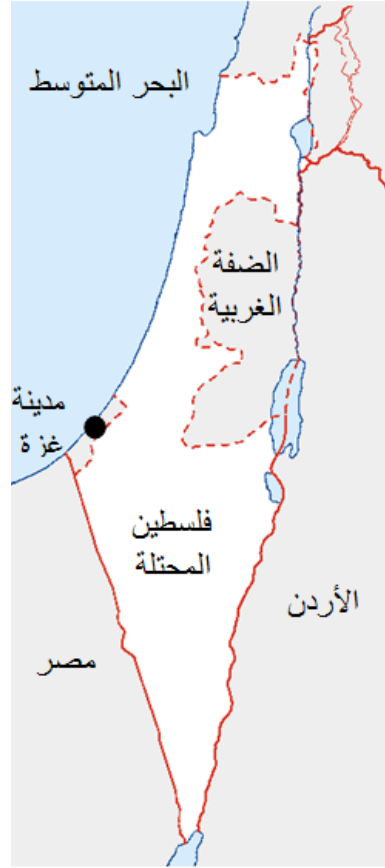 البحر المتوسط
الضفة
الغربية
مدينة
غزة
فلسطين
المحتلة
الأردن
مصر